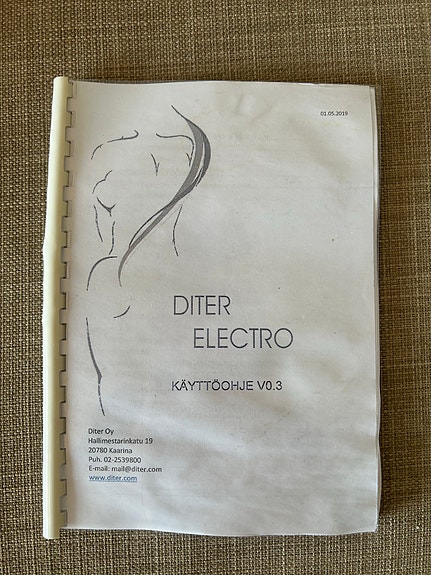 01.05.2019
DITER
ELECTRO
KÄYTTÖOHJE V0.3
Diter Oy
Hallimestarinkatu 19
20780 Kaarina
Puh. 02-2539800
E-mail: mail@diter.com
www.diter.com